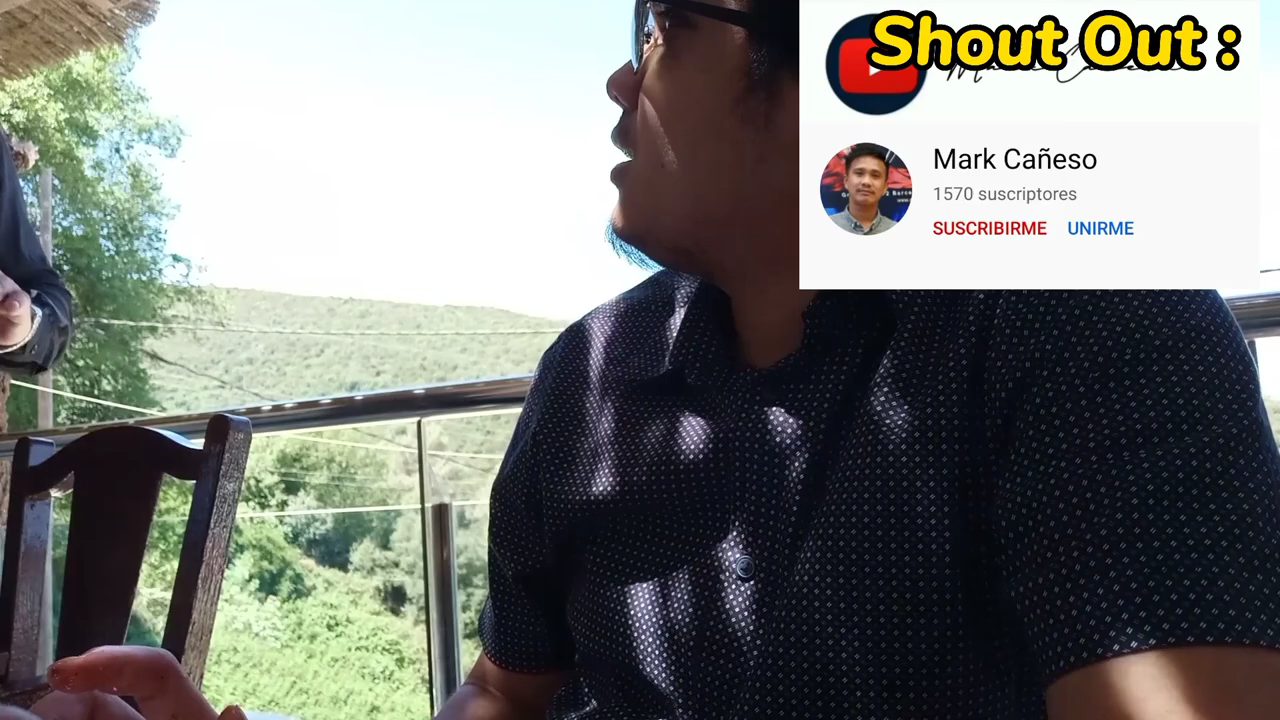 Shout Out :
Mark Cañeso
1570 suscriptores
SUSCRIBIRME UNIRME